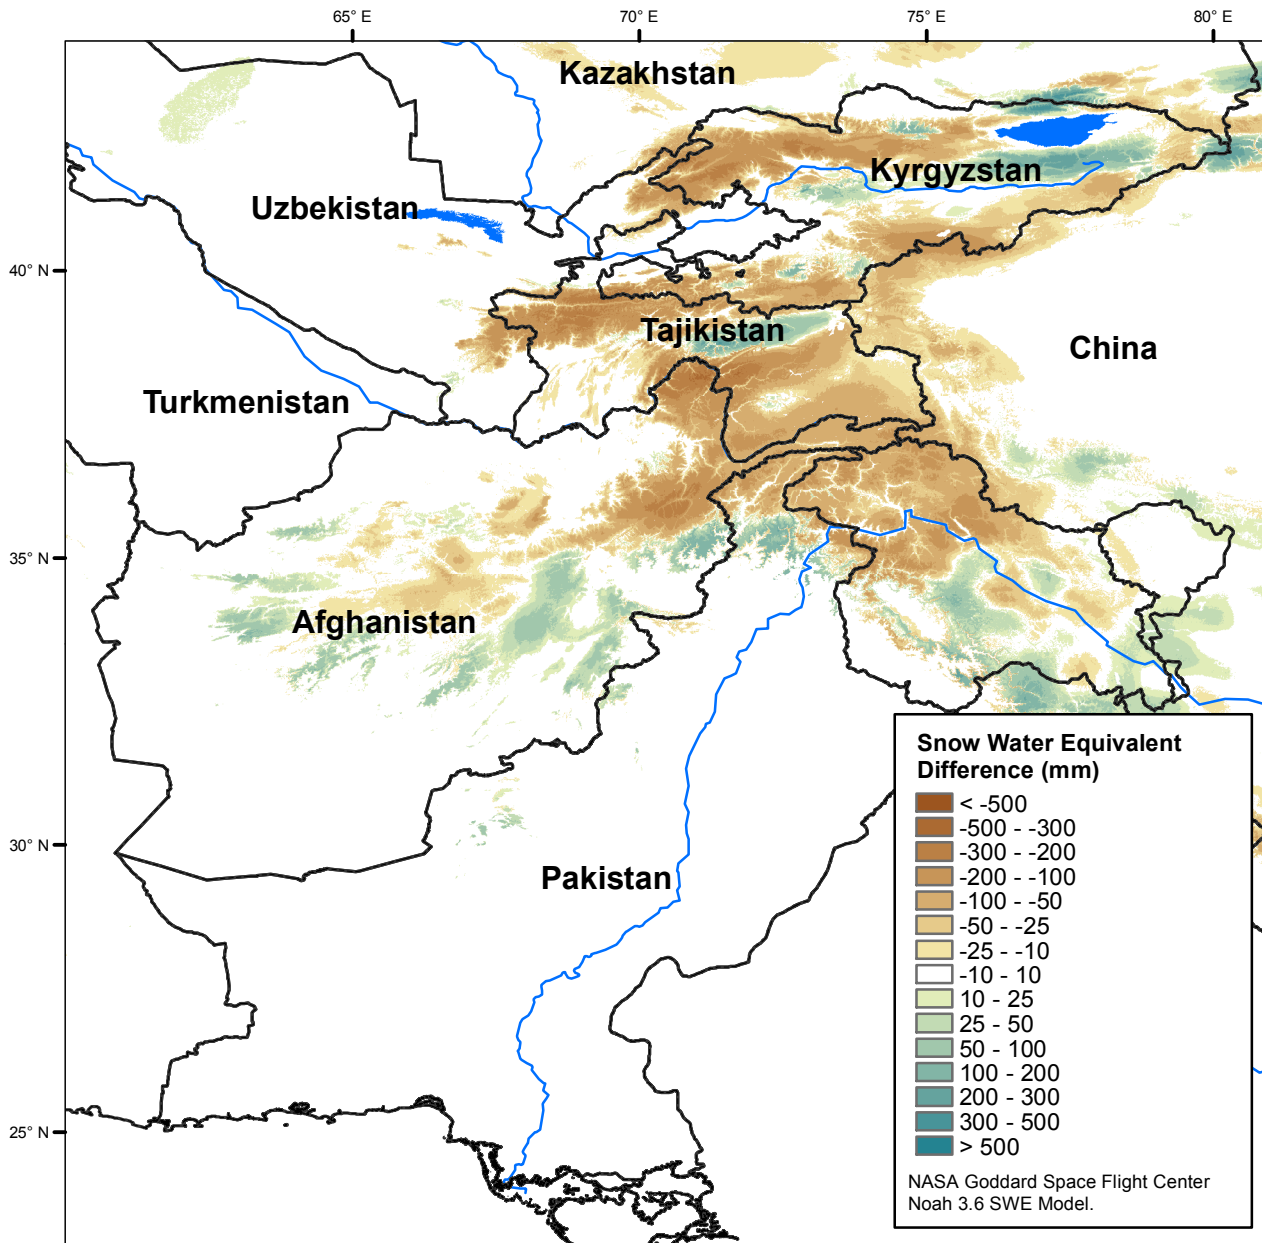 65° E
70° E
75° E
80° E
Kazakhstan
Kyrgyzstan
Uzbekistan
40° N
Tajikistan
China
Turkmenistan
35° N
Afghanistan
30° N
Pakistan
25° N
Snow Water Equivalent
Difference (mm)
< -500
-500 - -300
-300 - -200
-200 - -100
-100 - -50
-50 - -25
-25 - -10
-10 - 10
10 - 25
25 - 50
50 - 100
100 - 200
200 - 300
300 - 500
> 500
NASA Goddard Space Flight Center
Noah 3.6 SWE Model.